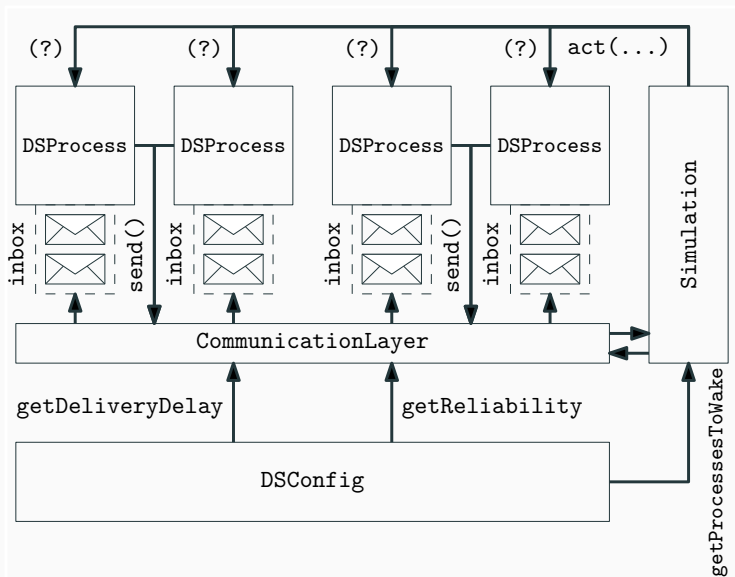 (?) (?) (?) (?) act(...)
DSProcess DSProcess DSProcess DSProcess
Simulation
inbox send() inbox inbox send() inbox
CommunicationLayer
getDeliveryDelay getReliability
getProcessesToWake
DSConfig